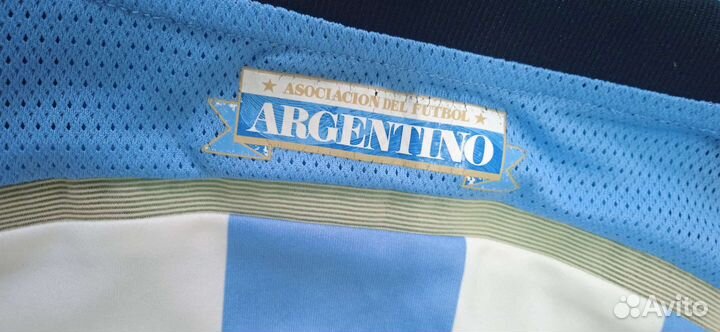 ★ ASOCIACION DEL FUTBOL ★
ARGENTINO
Avito